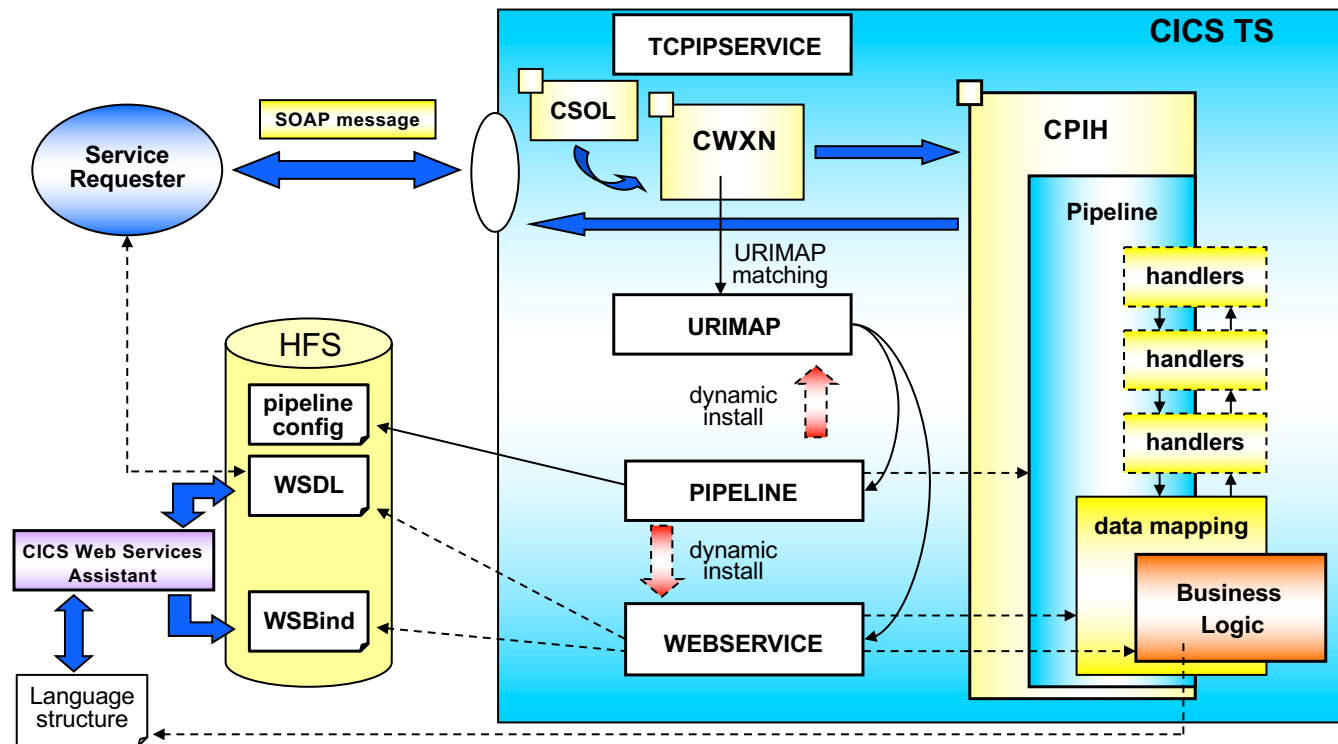 CICS TS
TCPIPSERVICE
CSOL
CWXN
SOAP message
Service
Requester
CPIH
Pipeline
handlers
handlers
handlers
data mapping
Business
Logic
URIMAP
matching
URIMAP
dynamic
install
PIPELINE
dynamic
install
WEBSERVICE
HFS
pipeline
config
WSDL
WSBind
CICS Web Services
Assistant
Language
structure